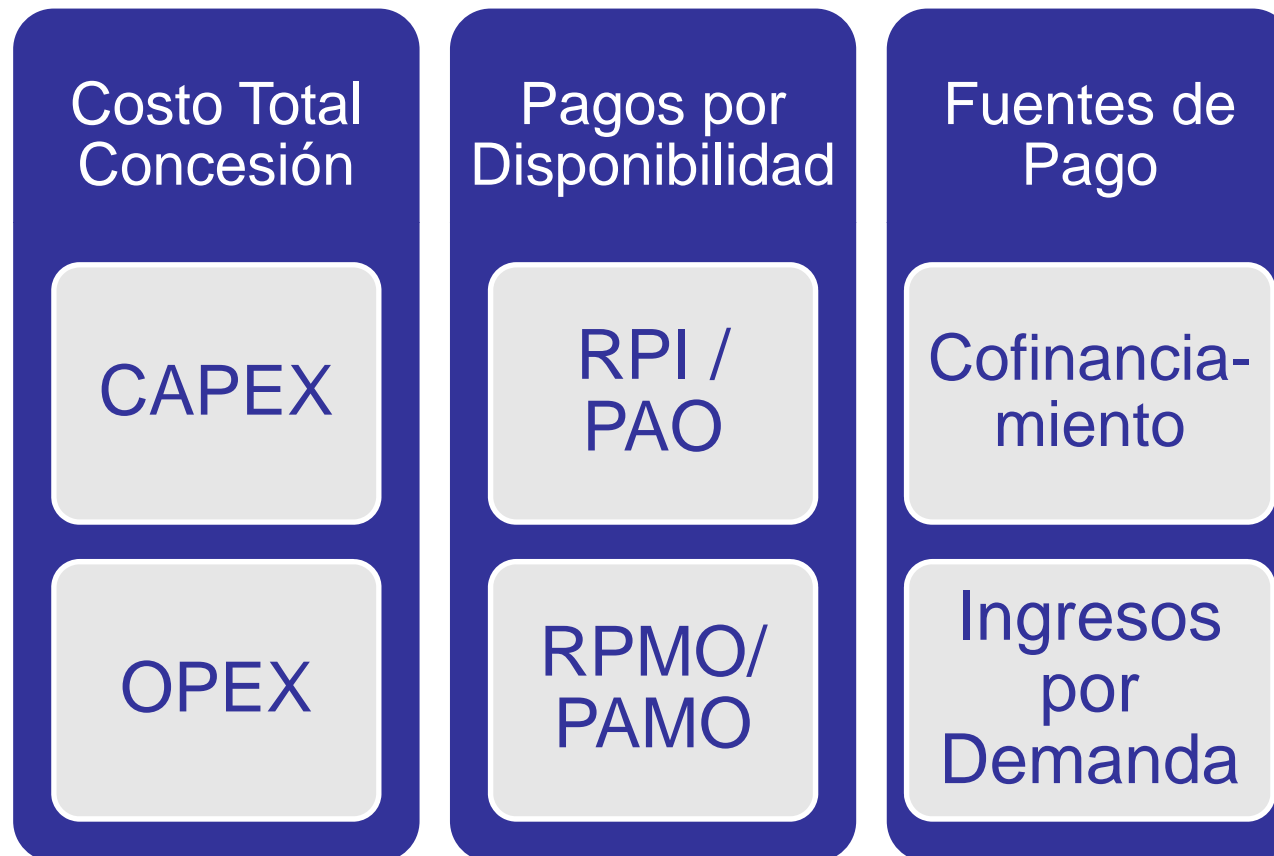 Costo Total
Concesión
CAPEX
OPEX
Pagos por
Disponibilidad
RPI /
PAO
RPMO/
PAMO
Fuentes de
Pago
Cofinancia-
miento
Ingresos
por
Demanda